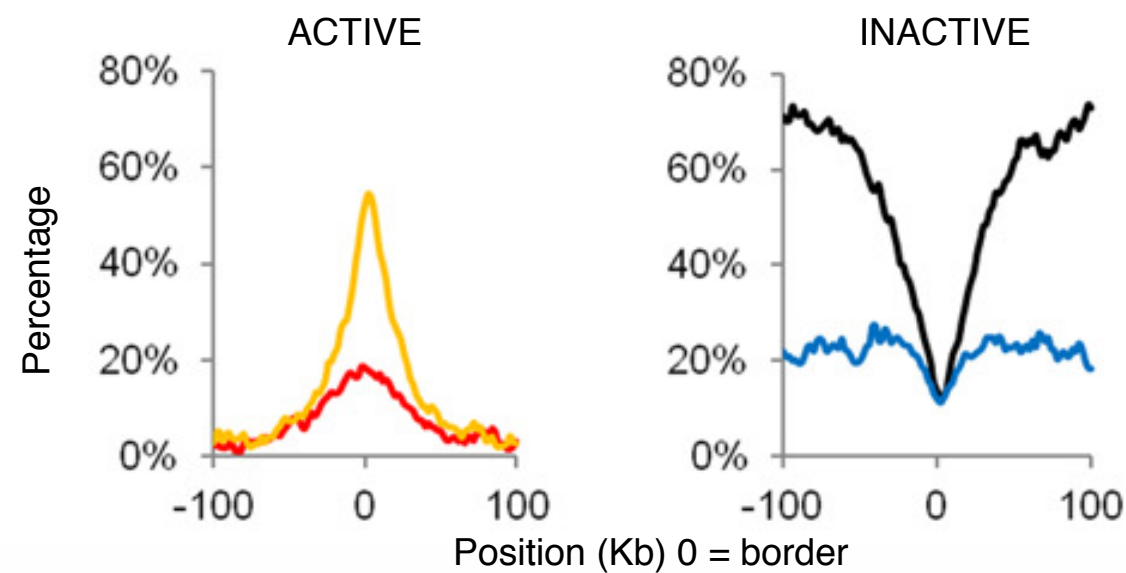 ACTIVE
INACTIVE
Percentage
80%
60%
40%
20%
0%
-100 0 100
80%
60%
40%
20%
0%
-100 0 100
Position (Kb) 0 = border